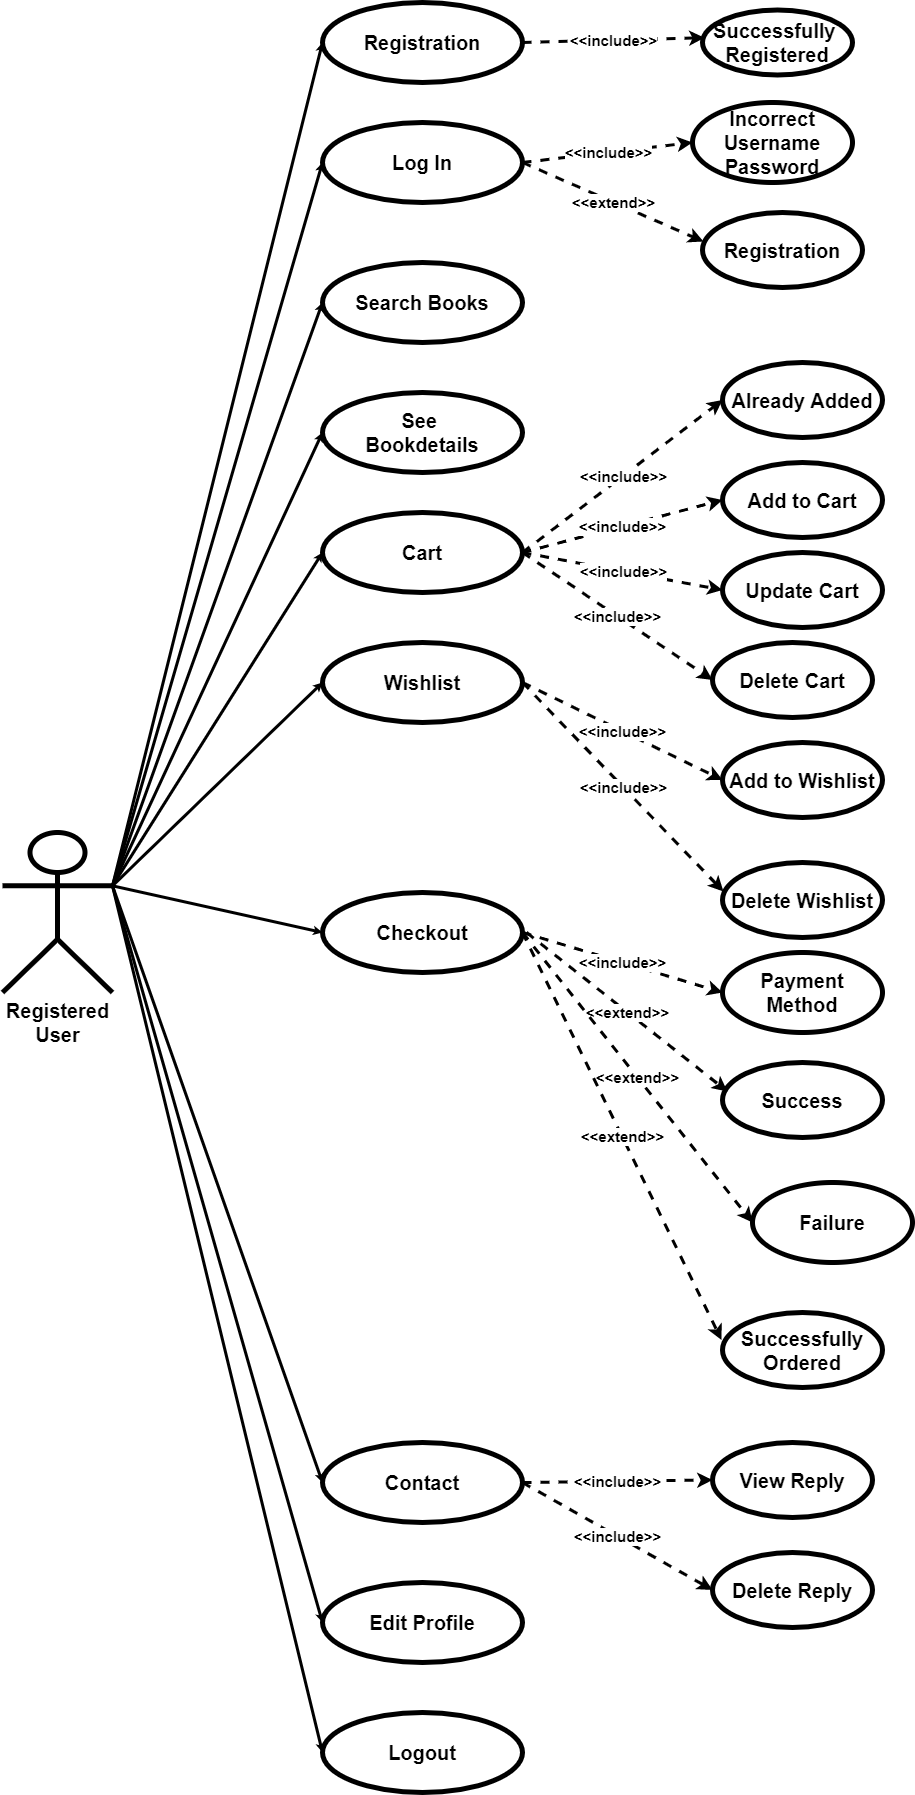 Registration
<<include>>
Successfully
Registered
Log In
<<include>>
Incorrect
Username
Password
<<extend>>
Registration
Search Books
See
Bookdetails
Cart
<<include>>
Already Added
<<include>>
Add to Cart
<<include>>
Update Cart
<<include>>
Delete Cart
Wishlist
<<include>>
Add to Wishlist
<<include>>
Delete Wishlist
Registered
User
Checkout
<<include>>
Payment
Method
<<extend>>
Success
<<extend>>
Failure
<<extend>>
Successfully
Ordered
Contact
<<include>>
View Reply
<<include>>
Delete Reply
Edit Profile
Logout